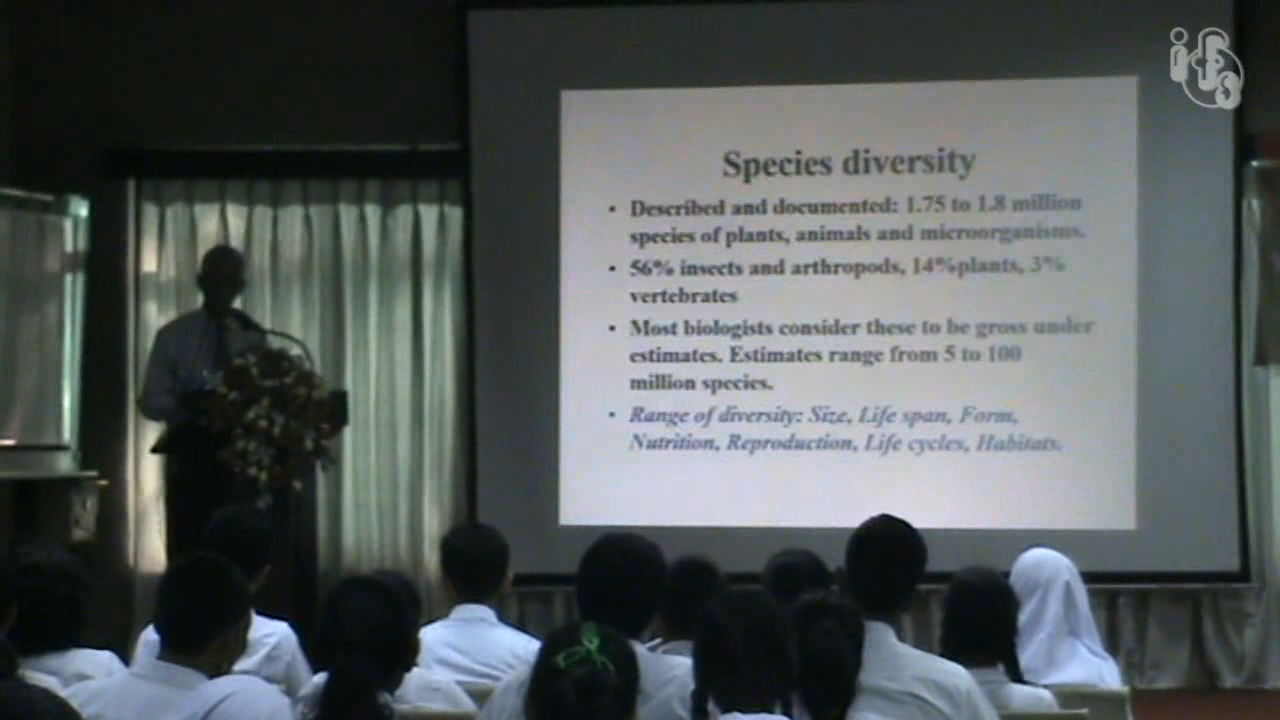 Species diversity
• Described and documented: 1.75 to 1.8 million
species of plants, animals and microorganisms.
• 56% insects and arthropods, 14%plants, 3%
vertebrates
• Most biologists consider these to be gross under
estimates. Estimates range from 5 to 100
million species.
• Range of diversity: Size, Life span, Form,
Nutrition, Reproduction, Life cycles, Habitats.
ifs